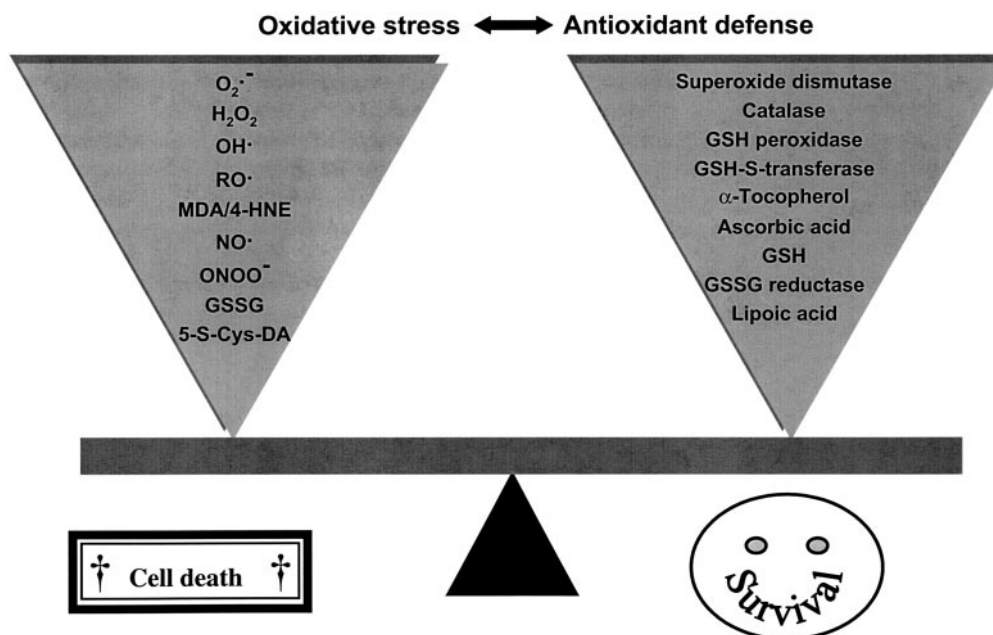 Oxidative stress ⟷ Antioxidant defense
O₂·⁻
H₂O₂
OH·
RO·
MDA/4-HNE
NO·
ONOO⁻
GSSG
5-S-Cys-DA
Superoxide dismutase
Catalase
GSH peroxidase
GSH-S-transferase
α-Tocopherol
Ascorbic acid
GSH
GSSG reductase
Lipoic acid
† Cell death †
Survival